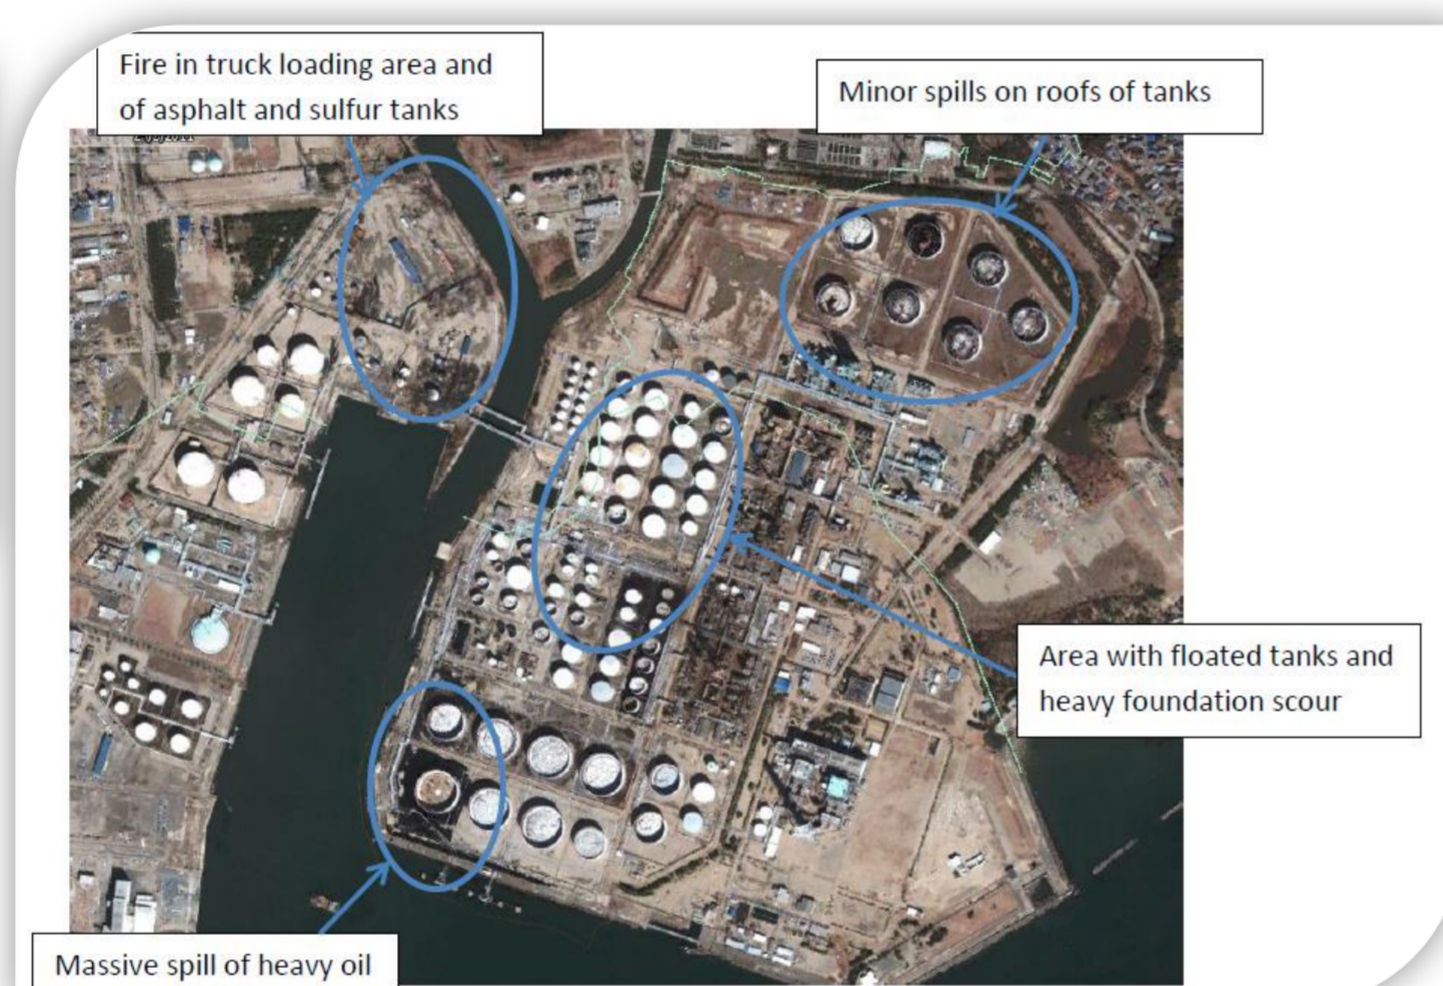 Fire in truck loading area and
of asphalt and sulfur tanks
Minor spills on roofs of tanks
Area with floated tanks and
heavy foundation scour
Massive spill of heavy oil